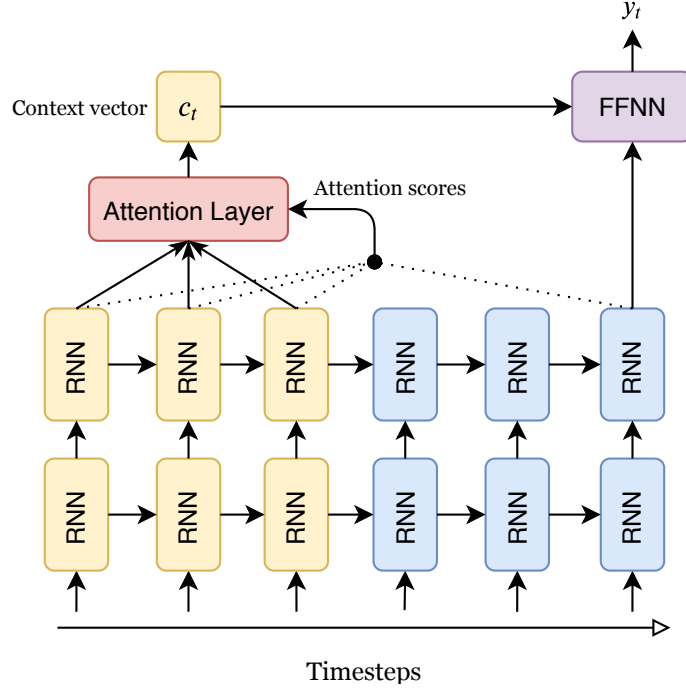 y_t
Context vector
c_t
FFNN
Attention scores
Attention Layer
RNN
RNN
RNN
RNN
RNN
RNN
RNN
RNN
RNN
RNN
RNN
RNN
Timesteps